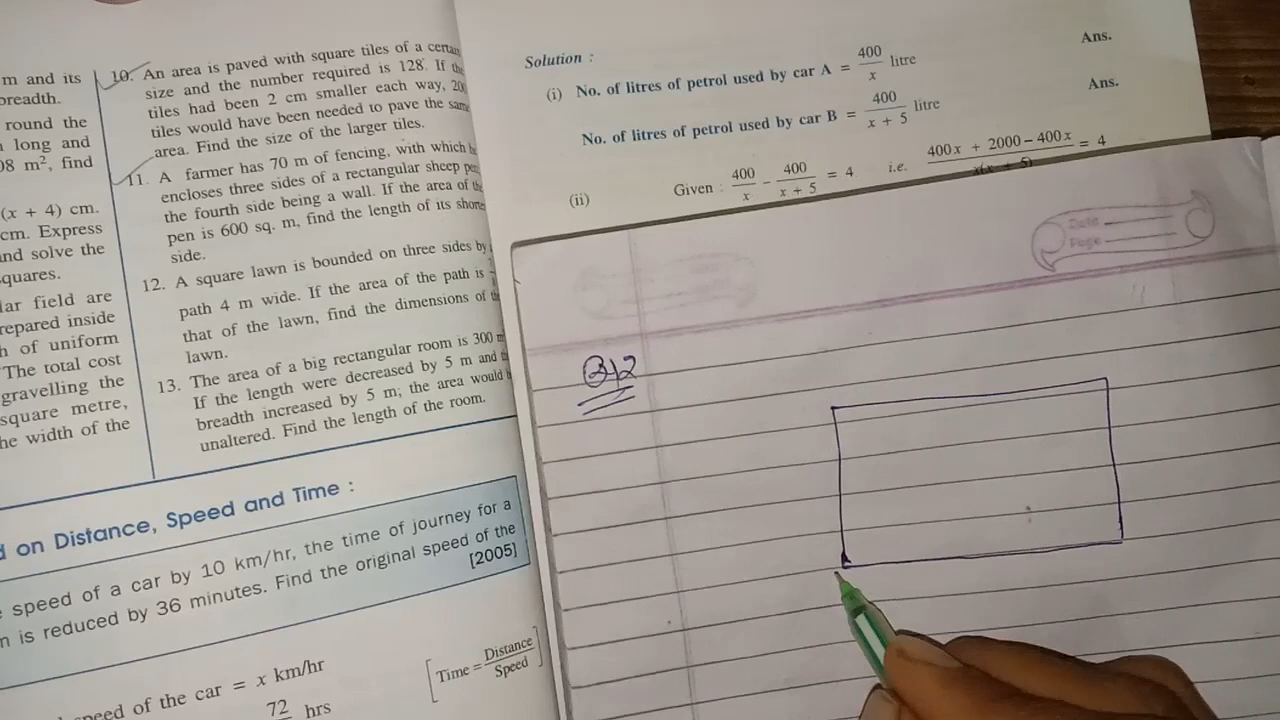 m and its
breadth.
round the
long and
08 m², find
(x + 4) cm.
cm. Express
and solve the
squares.
lar field are
repared inside
h of uniform
The total cost
gravelling the
square metre,
he width of the
10. An area is paved with square tiles of a certa
size and the number required is 128. If the
tiles had been 2 cm smaller each way, 20
tiles would have been needed to pave the same
area. Find the size of the larger tiles.
11. A farmer has 70 m of fencing, with which h
encloses three sides of a rectangular sheep pen
the fourth side being a wall. If the area of the
pen is 600 sq. m, find the length of its shorte
side.
12. A square lawn is bounded on three sides by
path 4 m wide. If the area of the path is
that of the lawn, find the dimensions of the
lawn.
13. The area of a big rectangular room is 300 m
If the length were decreased by 5 m and the
breadth increased by 5 m; the area would b
unaltered. Find the length of the room.
d on Distance, Speed and Time :
e speed of a car by 10 km/hr, the time of journey for a
m is reduced by 36 minutes. Find the original speed of the
[2005]
speed of the car = x km/hr
[Time = Distance/Speed]
72 hrs
Solution :
(i) No. of litres of petrol used by car A = 400/x litre Ans.
No. of litres of petrol used by car B = 400/(x + 5) litre Ans.
(ii) Given : 400/x - 400/(x + 5) = 4 i.e. (400x + 2000 - 400x)/(x(x + 5)) = 4
Date
Page
Q12